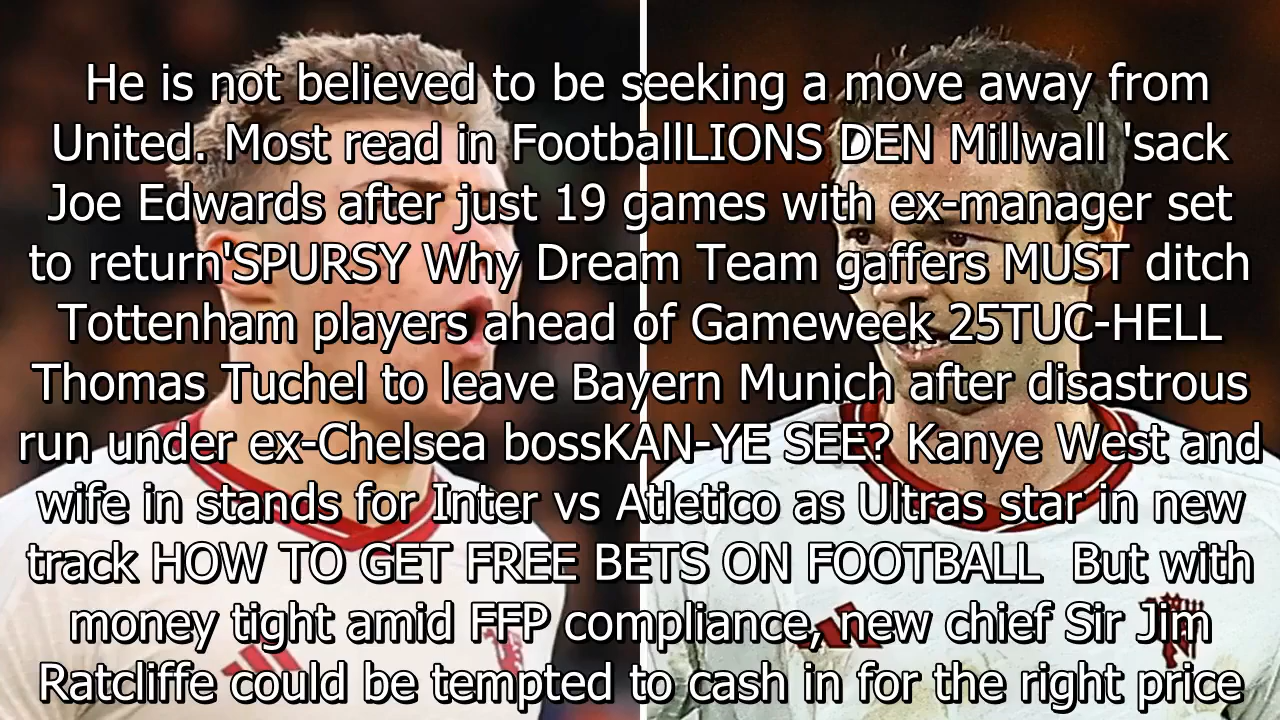 He is not believed to be seeking a move away from
United. Most read in FootballLIONS DEN Millwall 'sack
Joe Edwards after just 19 games with ex-manager set
to return'SPURSY Why Dream Team gaffers MUST ditch
Tottenham players ahead of Gameweek 25TUC-HELL
Thomas Tuchel to leave Bayern Munich after disastrous
run under ex-Chelsea bossKAN-YE SEE? Kanye West and
wife in stands for Inter vs Atletico as Ultras star in new
track HOW TO GET FREE BETS ON FOOTBALL  But with
money tight amid FFP compliance, new chief Sir Jim
Ratcliffe could be tempted to cash in for the right price